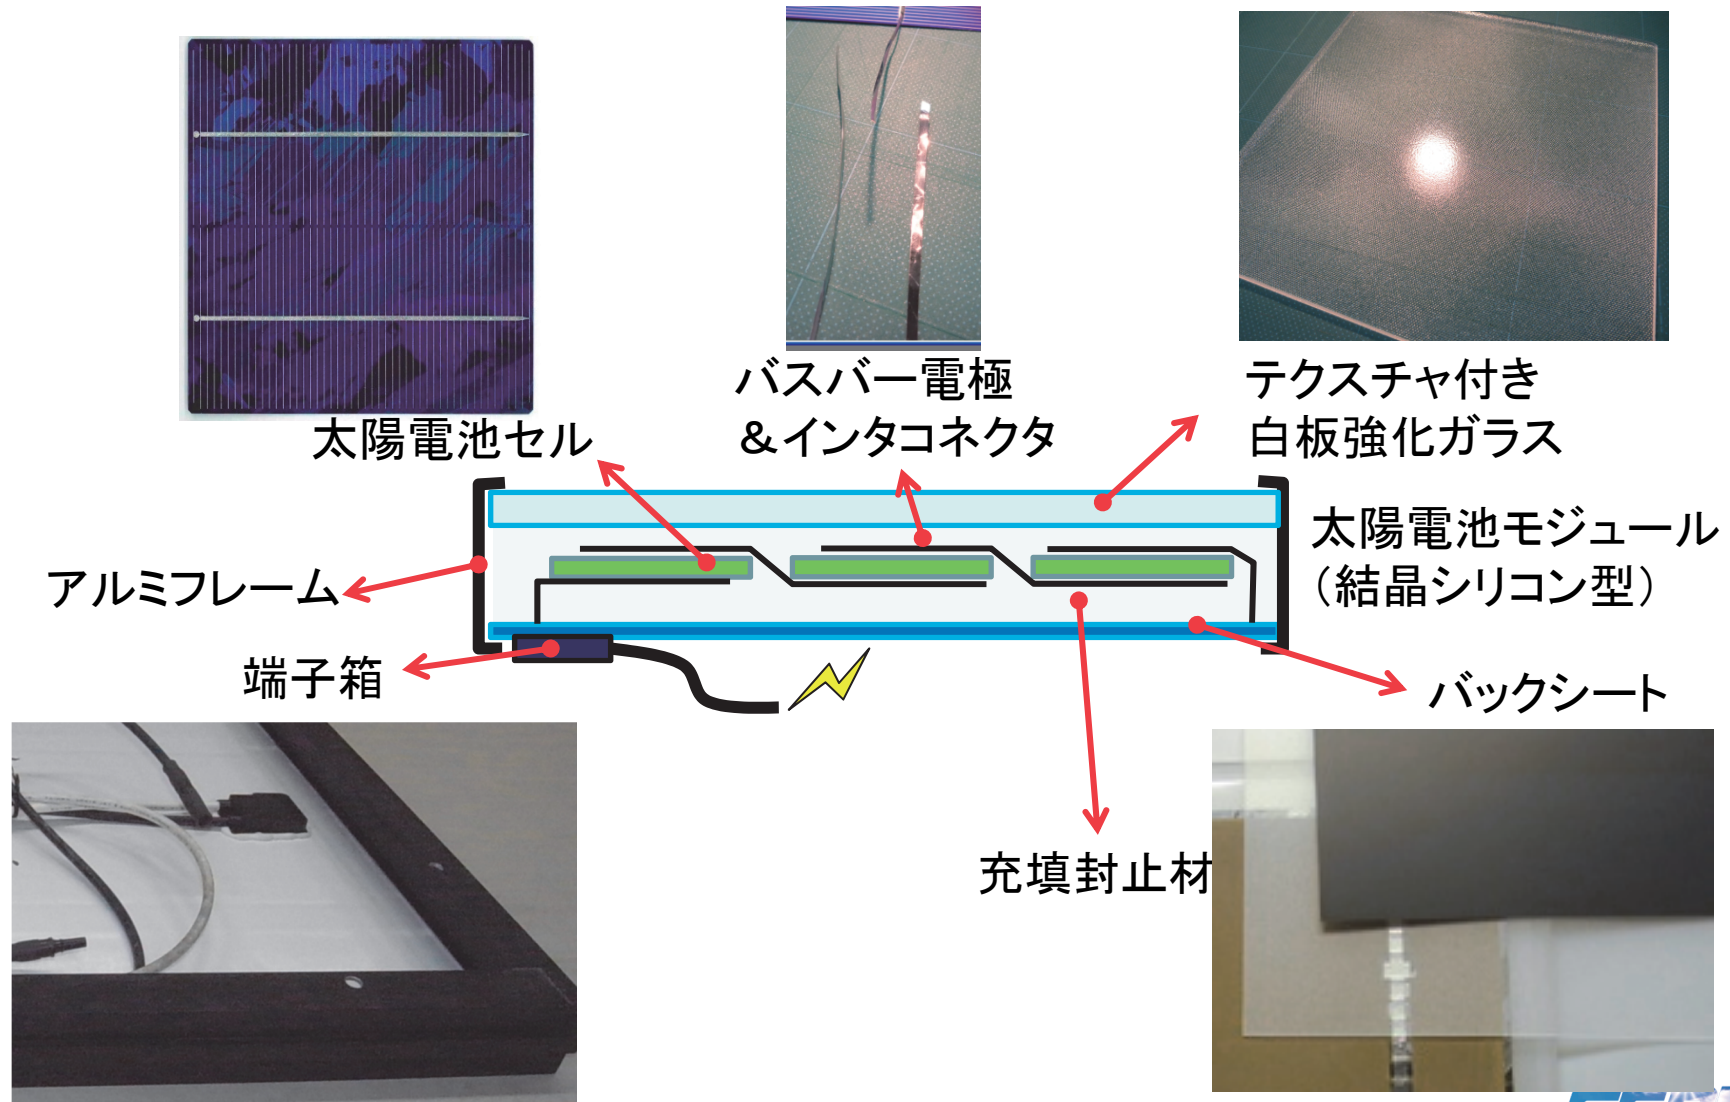 バスバー電極
&インタコネクタ
テクスチャ付き
白板強化ガラス
太陽電池セル
太陽電池モジュール
(結晶シリコン型)
アルミフレーム
端子箱
バックシート
充填封止材